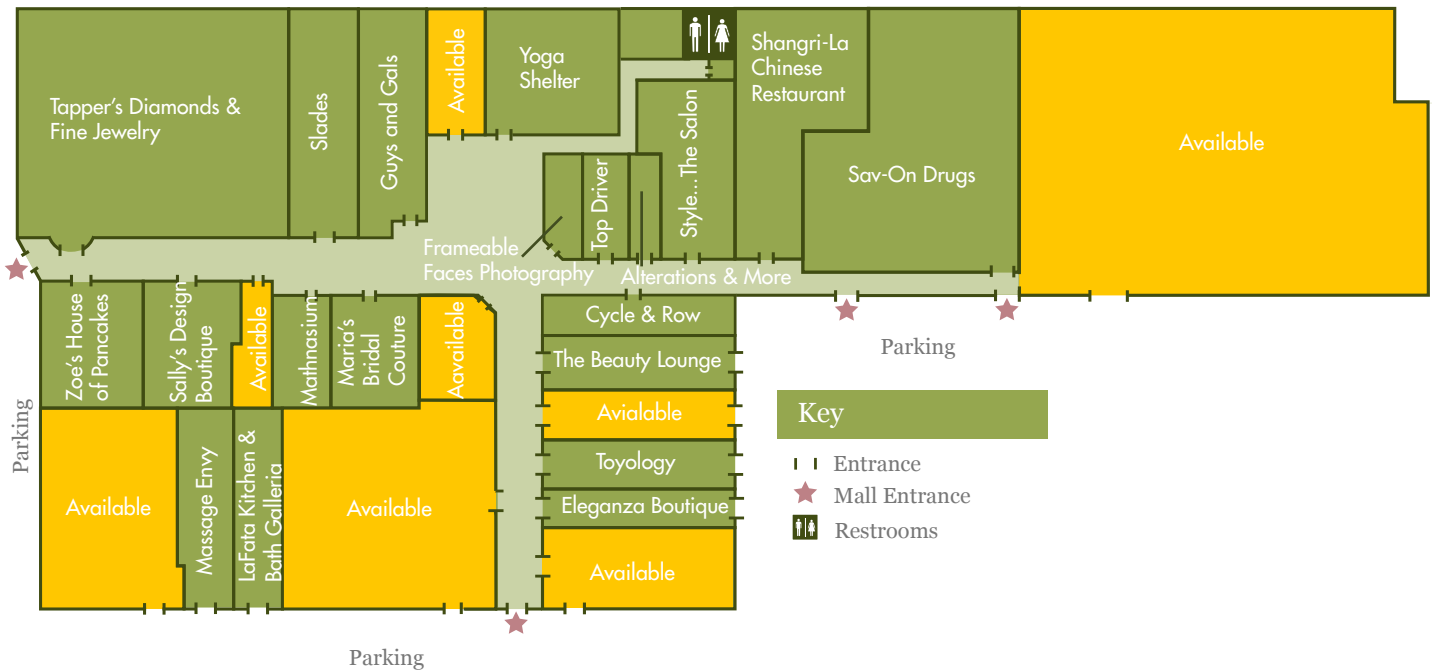 Tapper's Diamonds &
Fine Jewelry
Slades
Guys and Gals
Available
Yoga
Shelter
Shangri-La
Chinese
Restaurant
Sav-On Drugs
Available
Style...The Salon
Top Driver
Frameable
Faces Photography
Alterations & More
Zoe's House
of Pancakes
Sally's Design
Boutique
Available
Mathnasium
Maria's
Bridal
Couture
Aavailable
Cycle & Row
The Beauty Lounge
Avialable
Toyology
Eleganza Boutique
Available
Available
Massage Envy
LaFata Kitchen &
Bath Galleria
Available
Parking
Parking
Parking
Key
Entrance
Mall Entrance
Restrooms